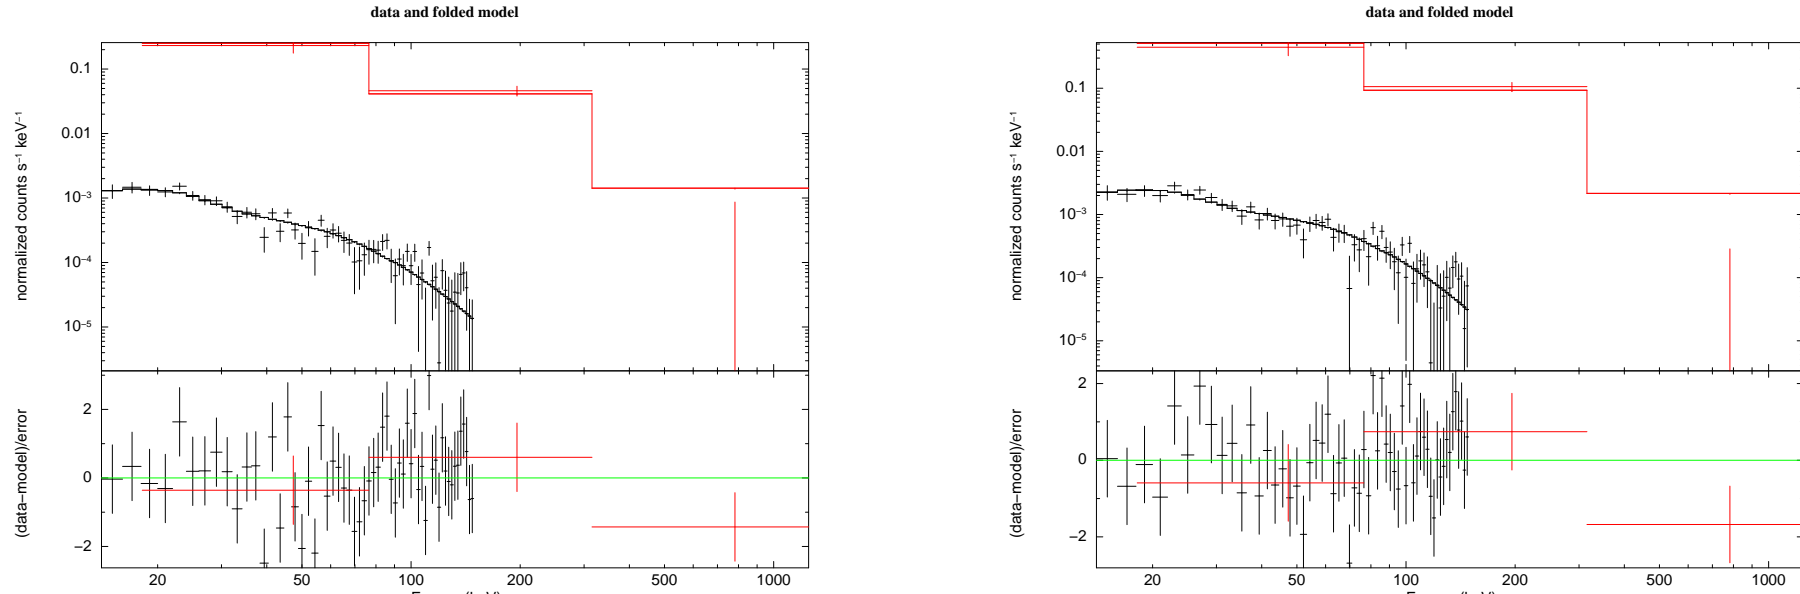 data and folded model
normalized counts s⁻¹ keV⁻¹
0.1
0.01
10⁻³
10⁻⁴
10⁻⁵
(data−model)/error
2
0
−2
20 50 100 200 500 1000
data and folded model
normalized counts s⁻¹ keV⁻¹
0.1
0.01
10⁻³
10⁻⁴
10⁻⁵
(data−model)/error
2
0
−2
20 50 100 200 500 1000